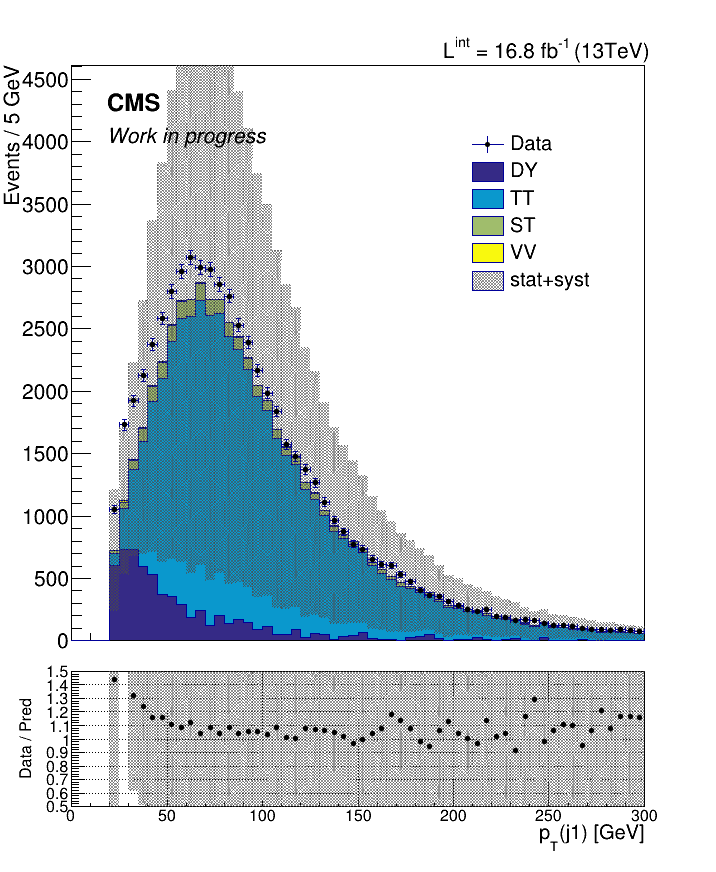 L^int = 16.8 fb^-1 (13TeV)
Events / 5 GeV
4500
4000
3500
3000
2500
2000
1500
1000
500
0
CMS
Work in progress
Data
DY
TT
ST
VV
stat+syst
Data / Pred
1.5
1.4
1.3
1.2
1.1
1
0.9
0.8
0.7
0.6
0.5
0 50 100 150 200 250 300
p_T(j1) [GeV]